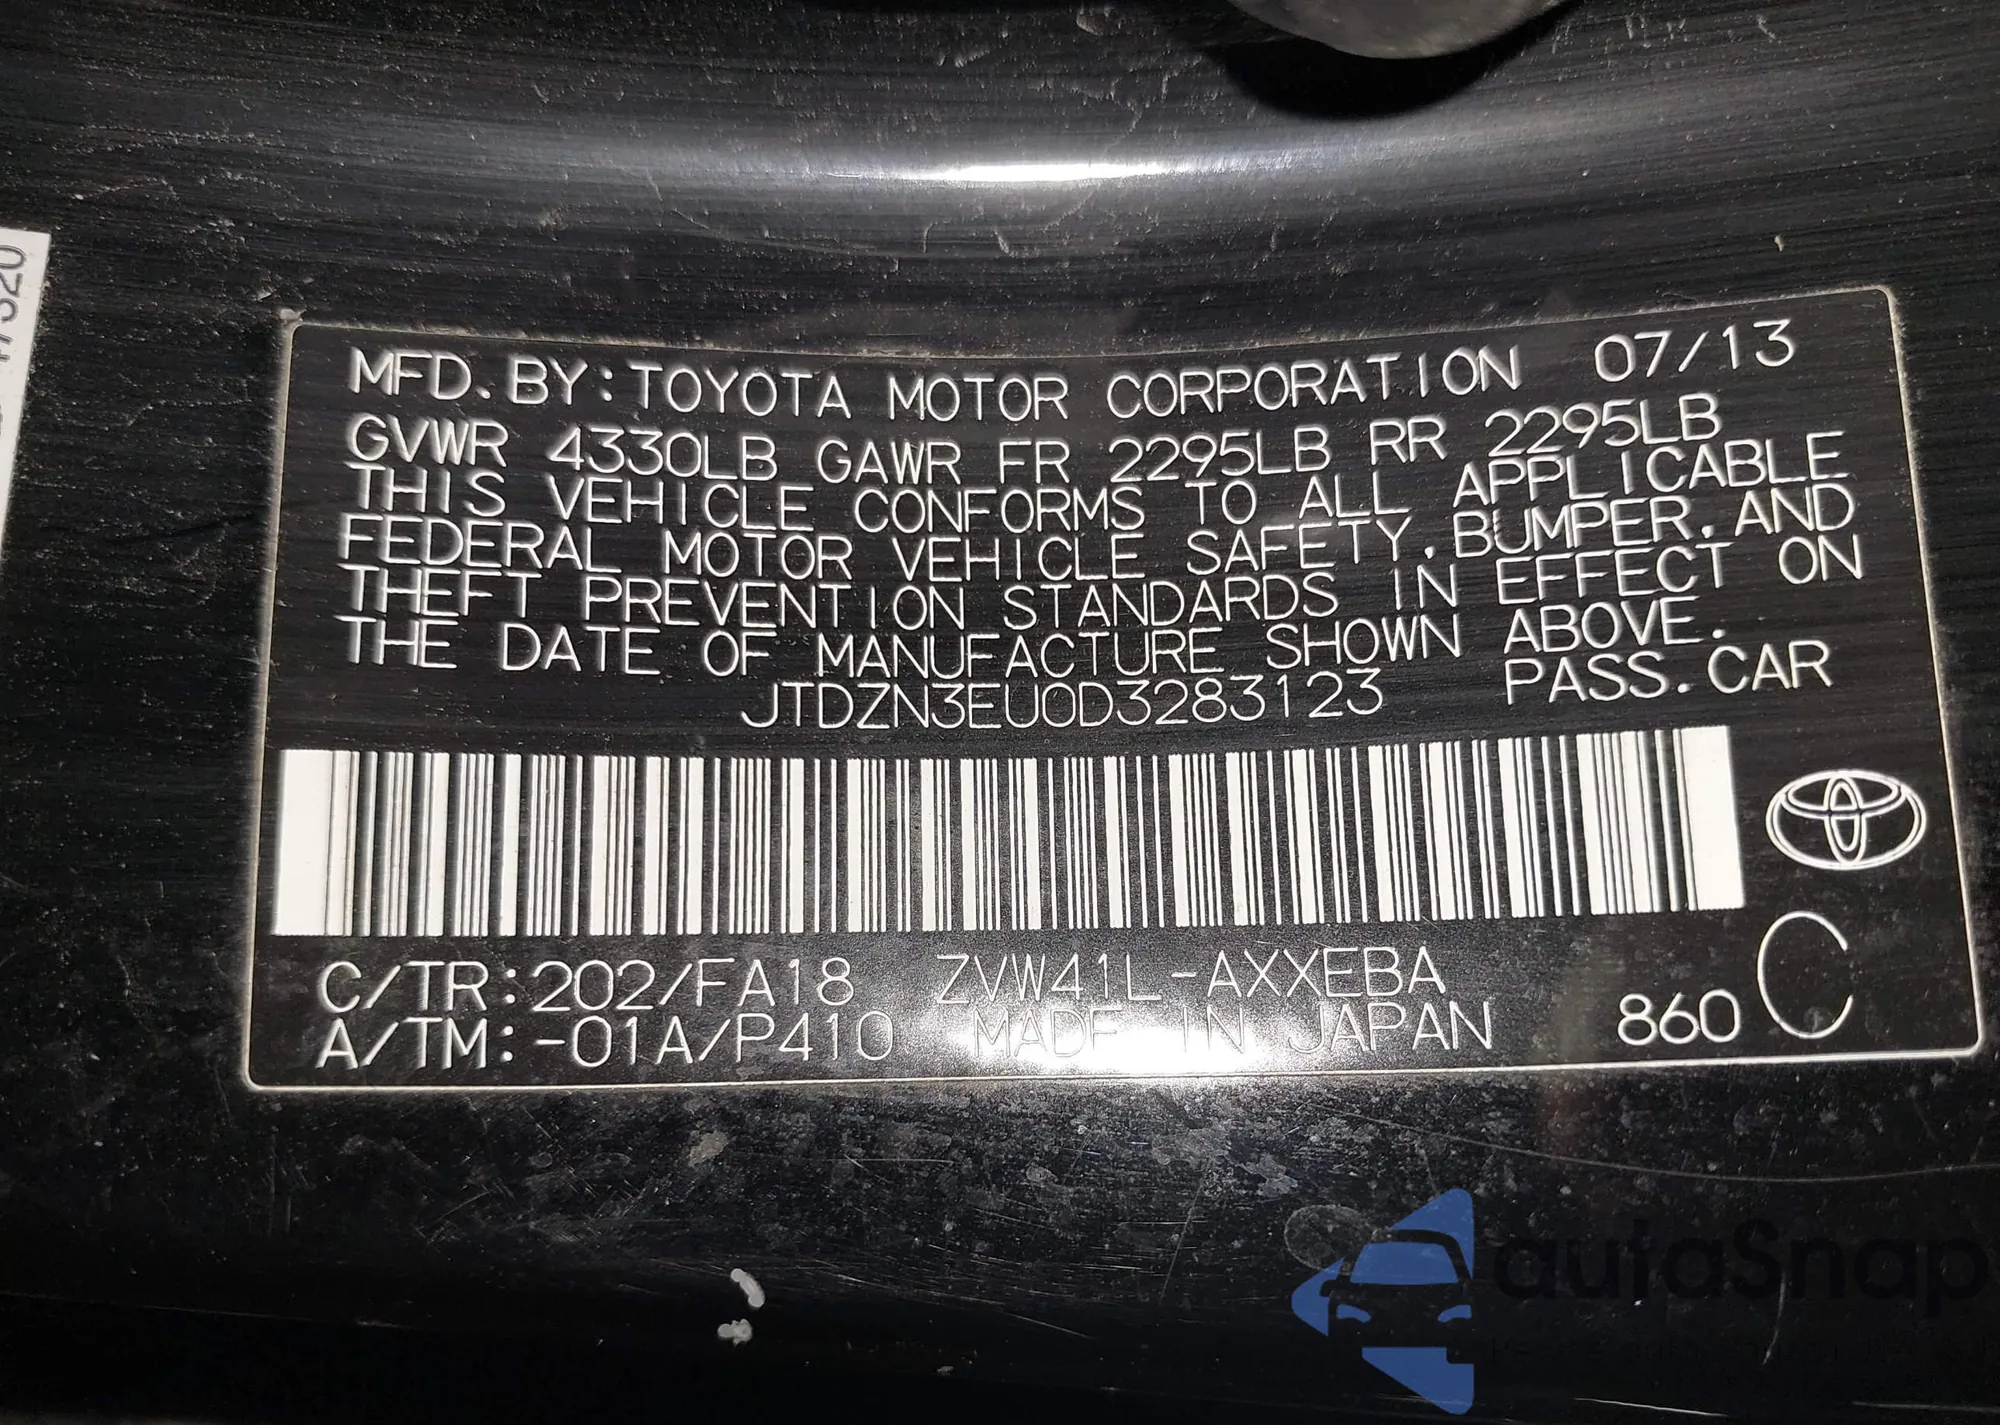 MFD. BY: TOYOTA MOTOR CORPORATION 07/13
GVWR 4330LB GAWR FR 2295LB RR 2295LB
THIS VEHICLE CONFORMS TO ALL APPLICABLE
FEDERAL MOTOR VEHICLE SAFETY, BUMPER, AND
THEFT PREVENTION STANDARDS IN EFFECT ON
THE DATE OF MANUFACTURE SHOWN ABOVE.
JTDZN3EU0D3283123 PASS. CAR
C/TR: 202/FA18 ZVW41L-AXXEBA
A/TM: -01A/P410 MADE IN JAPAN 860 C
autaSnap